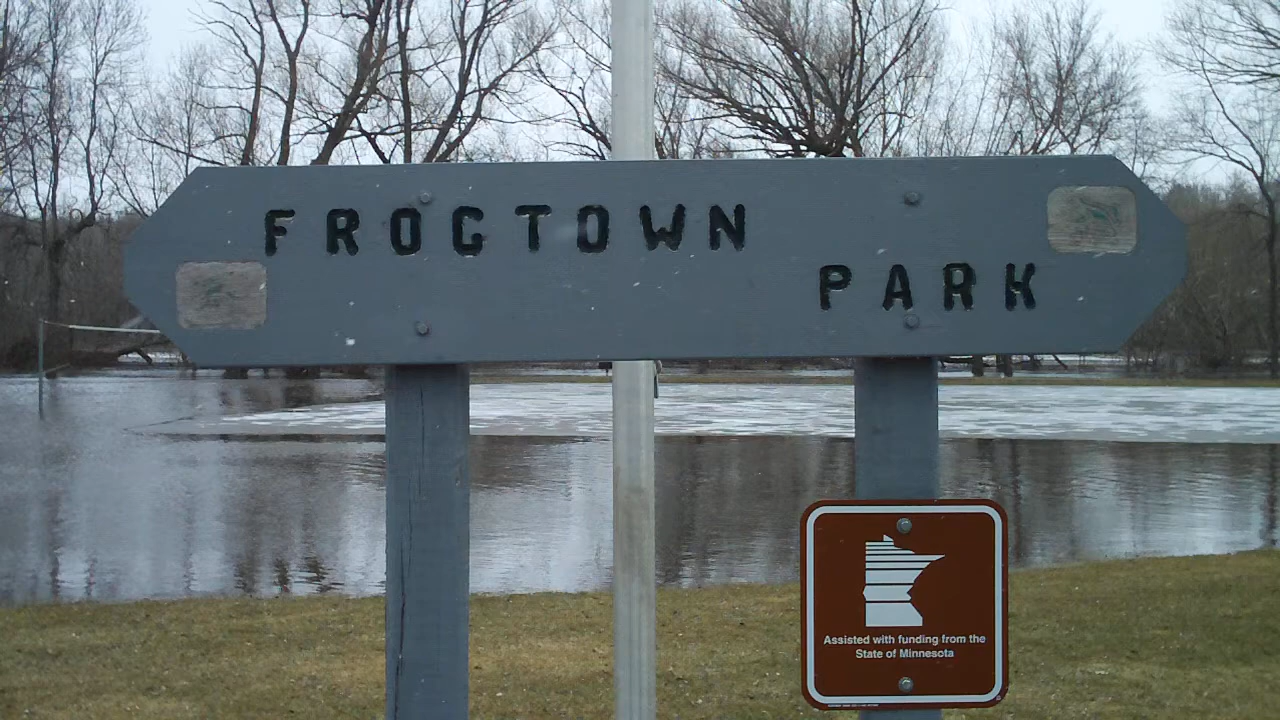 FROGTOWN
PARK
Assisted with funding from the
State of Minnesota